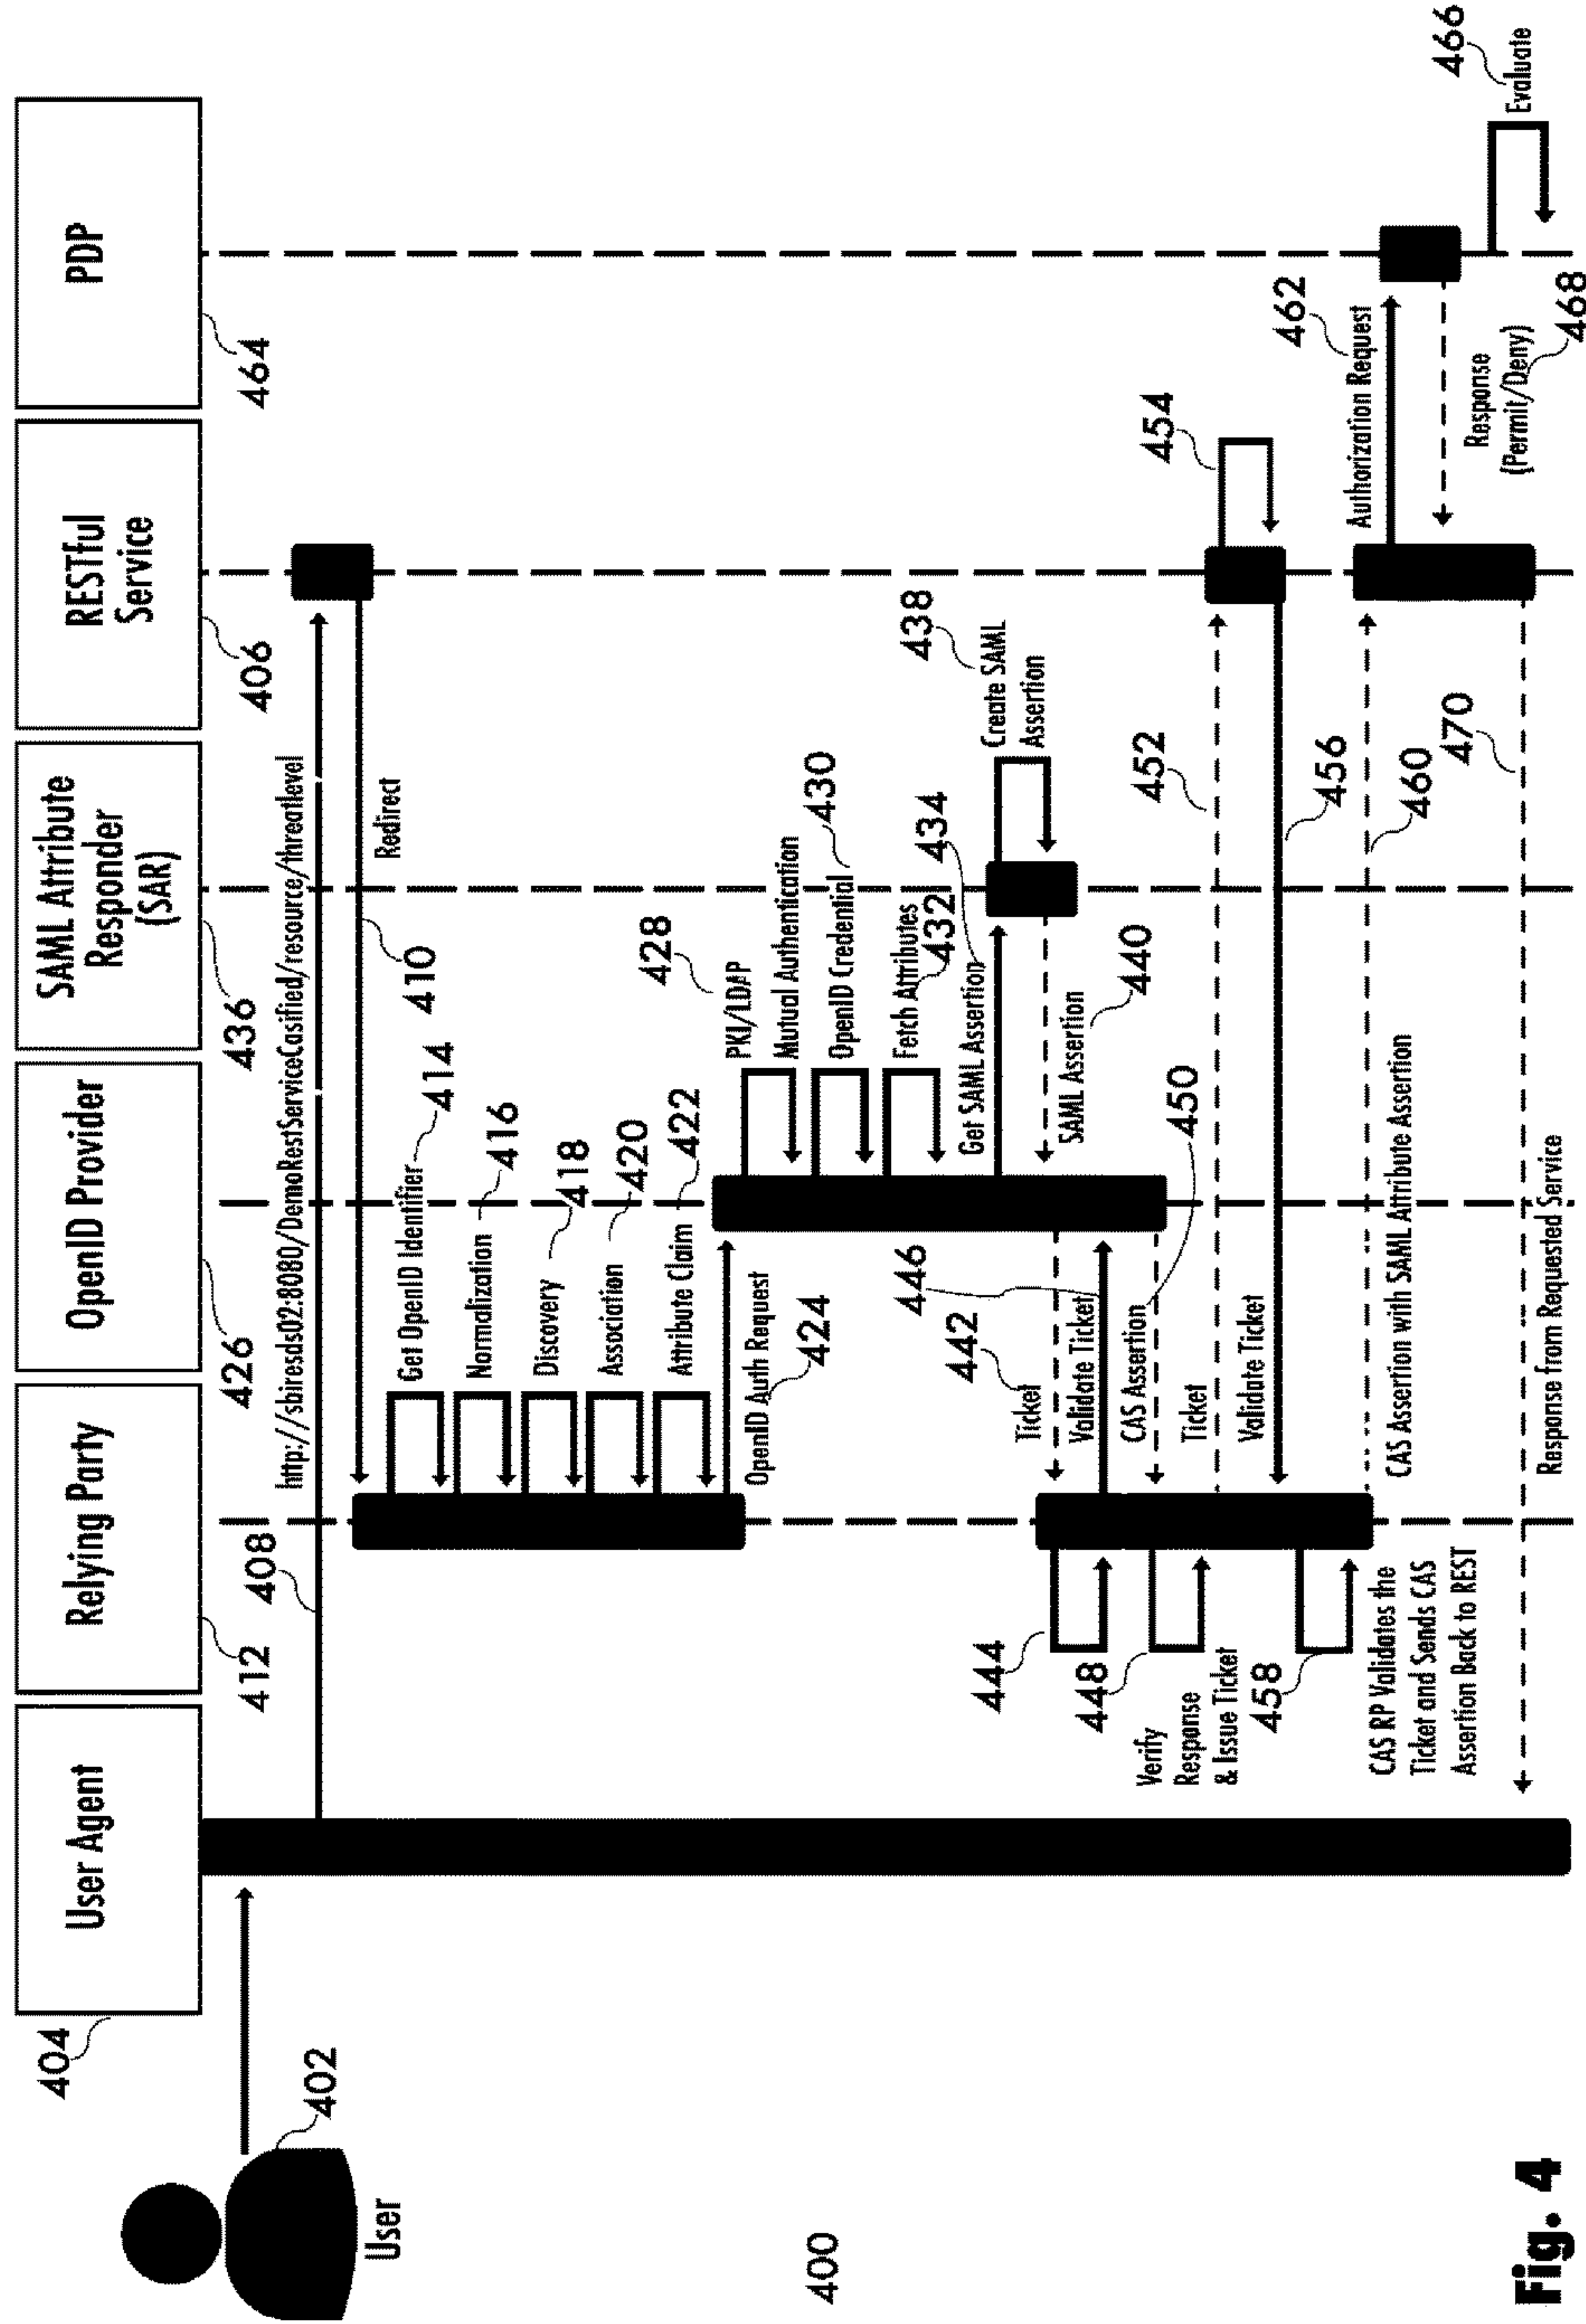 User Agent
Relying Party
OpenID Provider
SAML Attribute
Responder
(SAR)
RESTful
Service
PDP
404
412
426
436
406
464
402
User
408
http://sbiresds02:8080/DemoRestServiceCasified/resource/threatlevel
Redirect
410
Get OpenID Identifier
414
Normalization
416
Discovery
418
Association
420
Attribute Claim
422
OpenID Auth Request
424
428
PKI/LDAP
Mutual Authentication
430
OpenID Credential
Fetch Attributes
432
434
Get SAML Assertion
438
Create SAML
Assertion
SAML Assertion
440
442
Ticket
444
446
Validate Ticket
448
Verify
Response
& Issue Ticket
CAS Assertion
450
Ticket
452
454
Validate Ticket
456
458
CAS RP Validates the
Ticket and Sends CAS
Assertion Back to REST
CAS Assertion with SAML Attribute Assertion
460
Authorization Request
462
466
Evaluate
Response
(Permit/Deny)
468
Response from Requested Service
470
400
Fig. 4